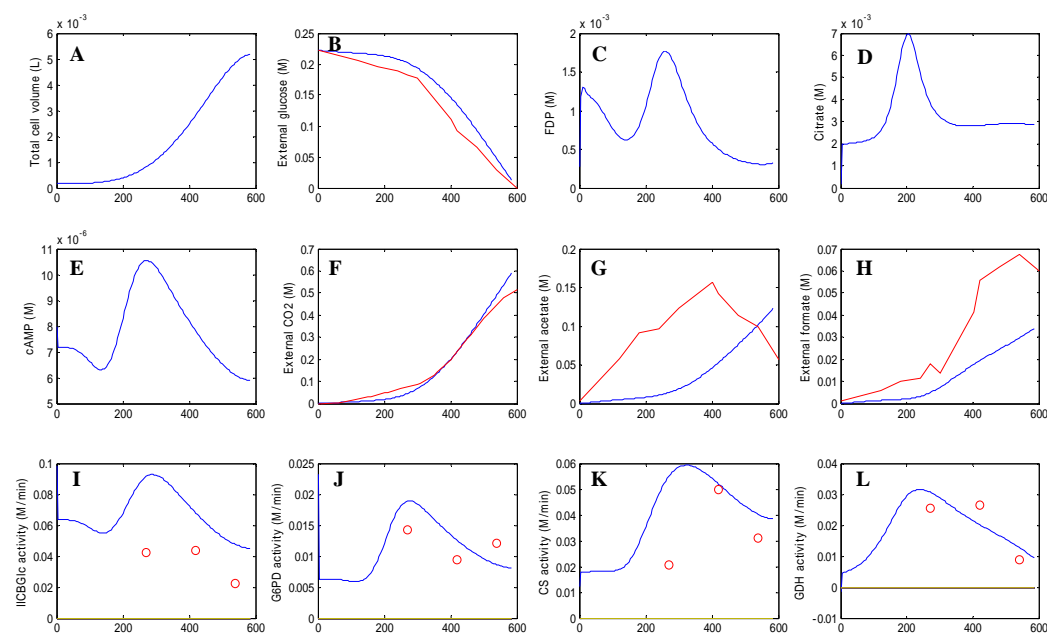 x 10⁻³
A
Total cell volume (L)
6
5
4
3
2
1
0
0 200 400 600
B
External glucose (M)
0.25
0.2
0.15
0.1
0.05
0
0 200 400 600
x 10⁻³
C
FDP (M)
2
1.5
1
0.5
0
0 200 400 600
x 10⁻³
D
Citrate (M)
7
6
5
4
3
2
1
0
0 200 400 600
x 10⁻⁶
E
cAMP (M)
11
10
9
8
7
6
5
0 200 400 600
F
External CO2 (M)
0.7
0.6
0.5
0.4
0.3
0.2
0.1
0
0 200 400 600
G
External acetate (M)
0.2
0.15
0.1
0.05
0
0 200 400 600
H
External formate (M)
0.07
0.06
0.05
0.04
0.03
0.02
0.01
0
0 200 400 600
I
IICBGlc activity (M/min)
0.1
0.08
0.06
0.04
0.02
0
0 200 400 600
J
G6PD activity (M/min)
0.025
0.02
0.015
0.01
0.005
0
0 200 400 600
K
CS activity (M/min)
0.06
0.05
0.04
0.03
0.02
0.01
0
0 200 400 600
L
GDH activity (M/min)
0.04
0.03
0.02
0.01
0
-0.01
0 200 400 600